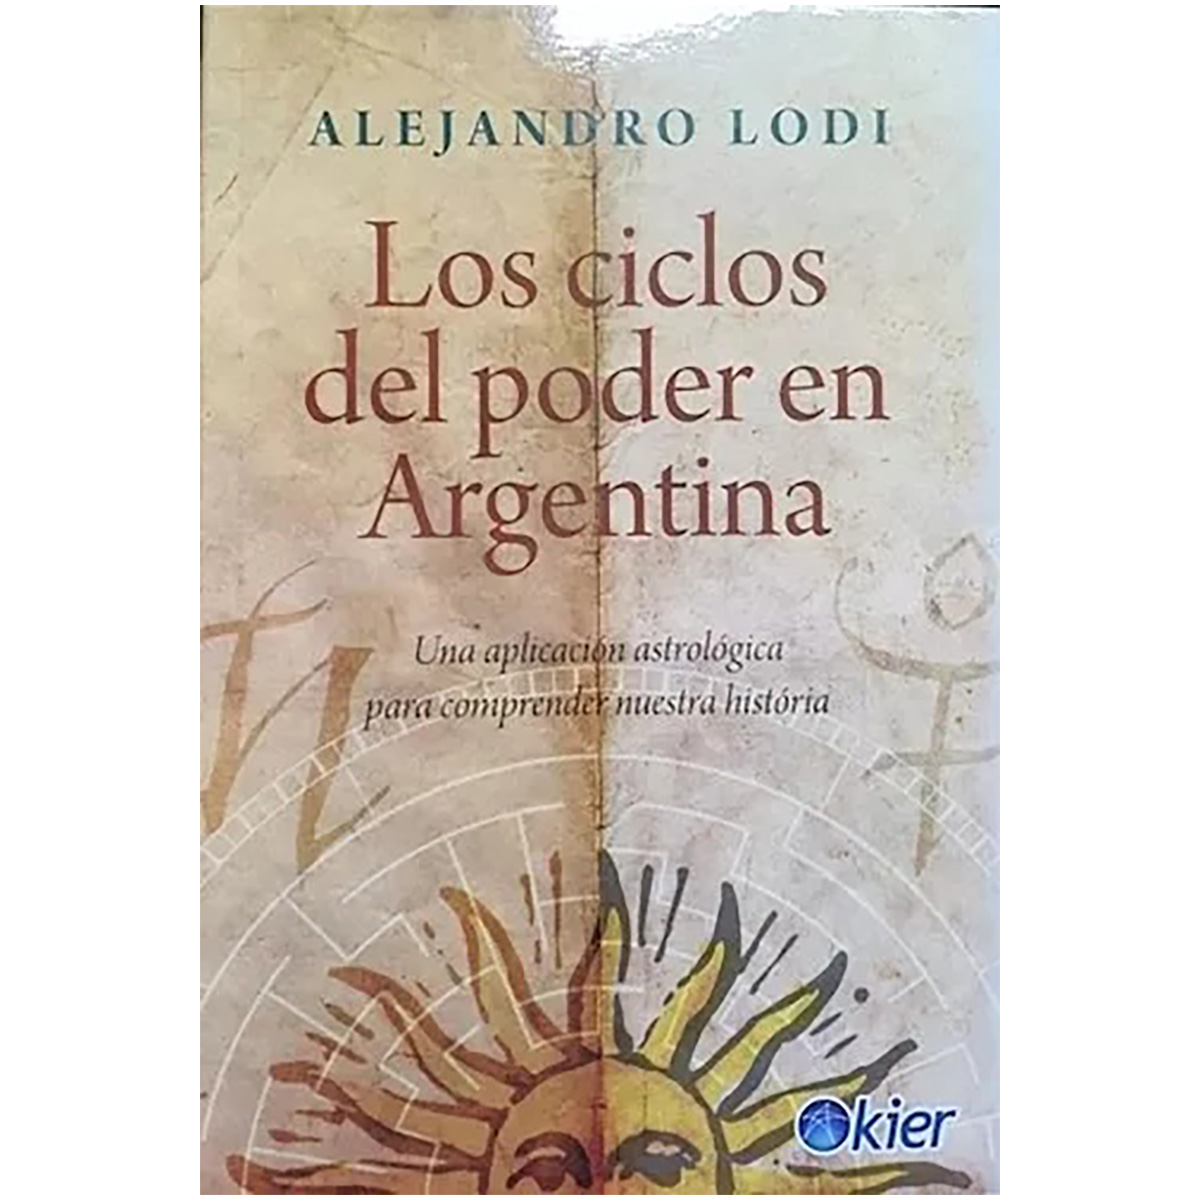 ALEJANDRO LODI
Los ciclos
del poder en
Argentina
Una aplicación astrológica
para comprender nuestra história
kier